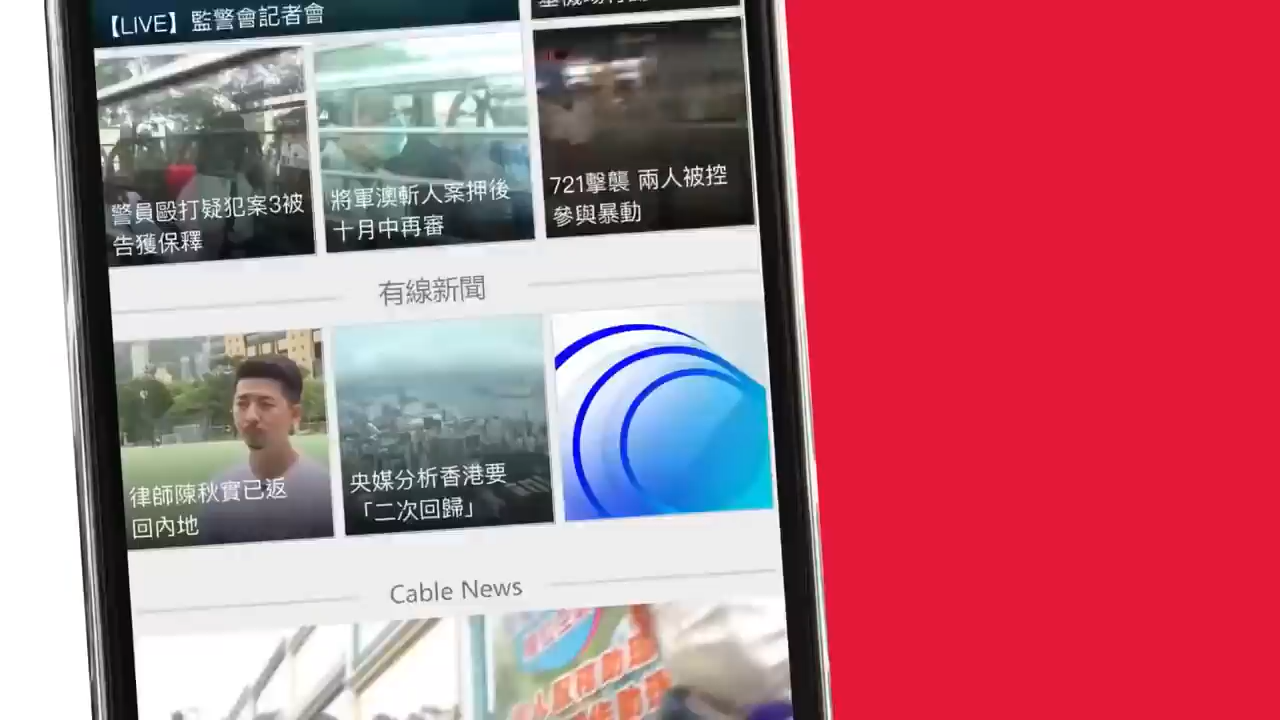 【LIVE】監警會記者會
警員毆打疑犯案3被
告獲保釋
將軍澳斬人案押後
十月中再審
721擊襲 兩人被控
參與暴動
有線新聞
律師陳秋實已返
回內地
央媒分析香港要
「二次回歸」
Cable News